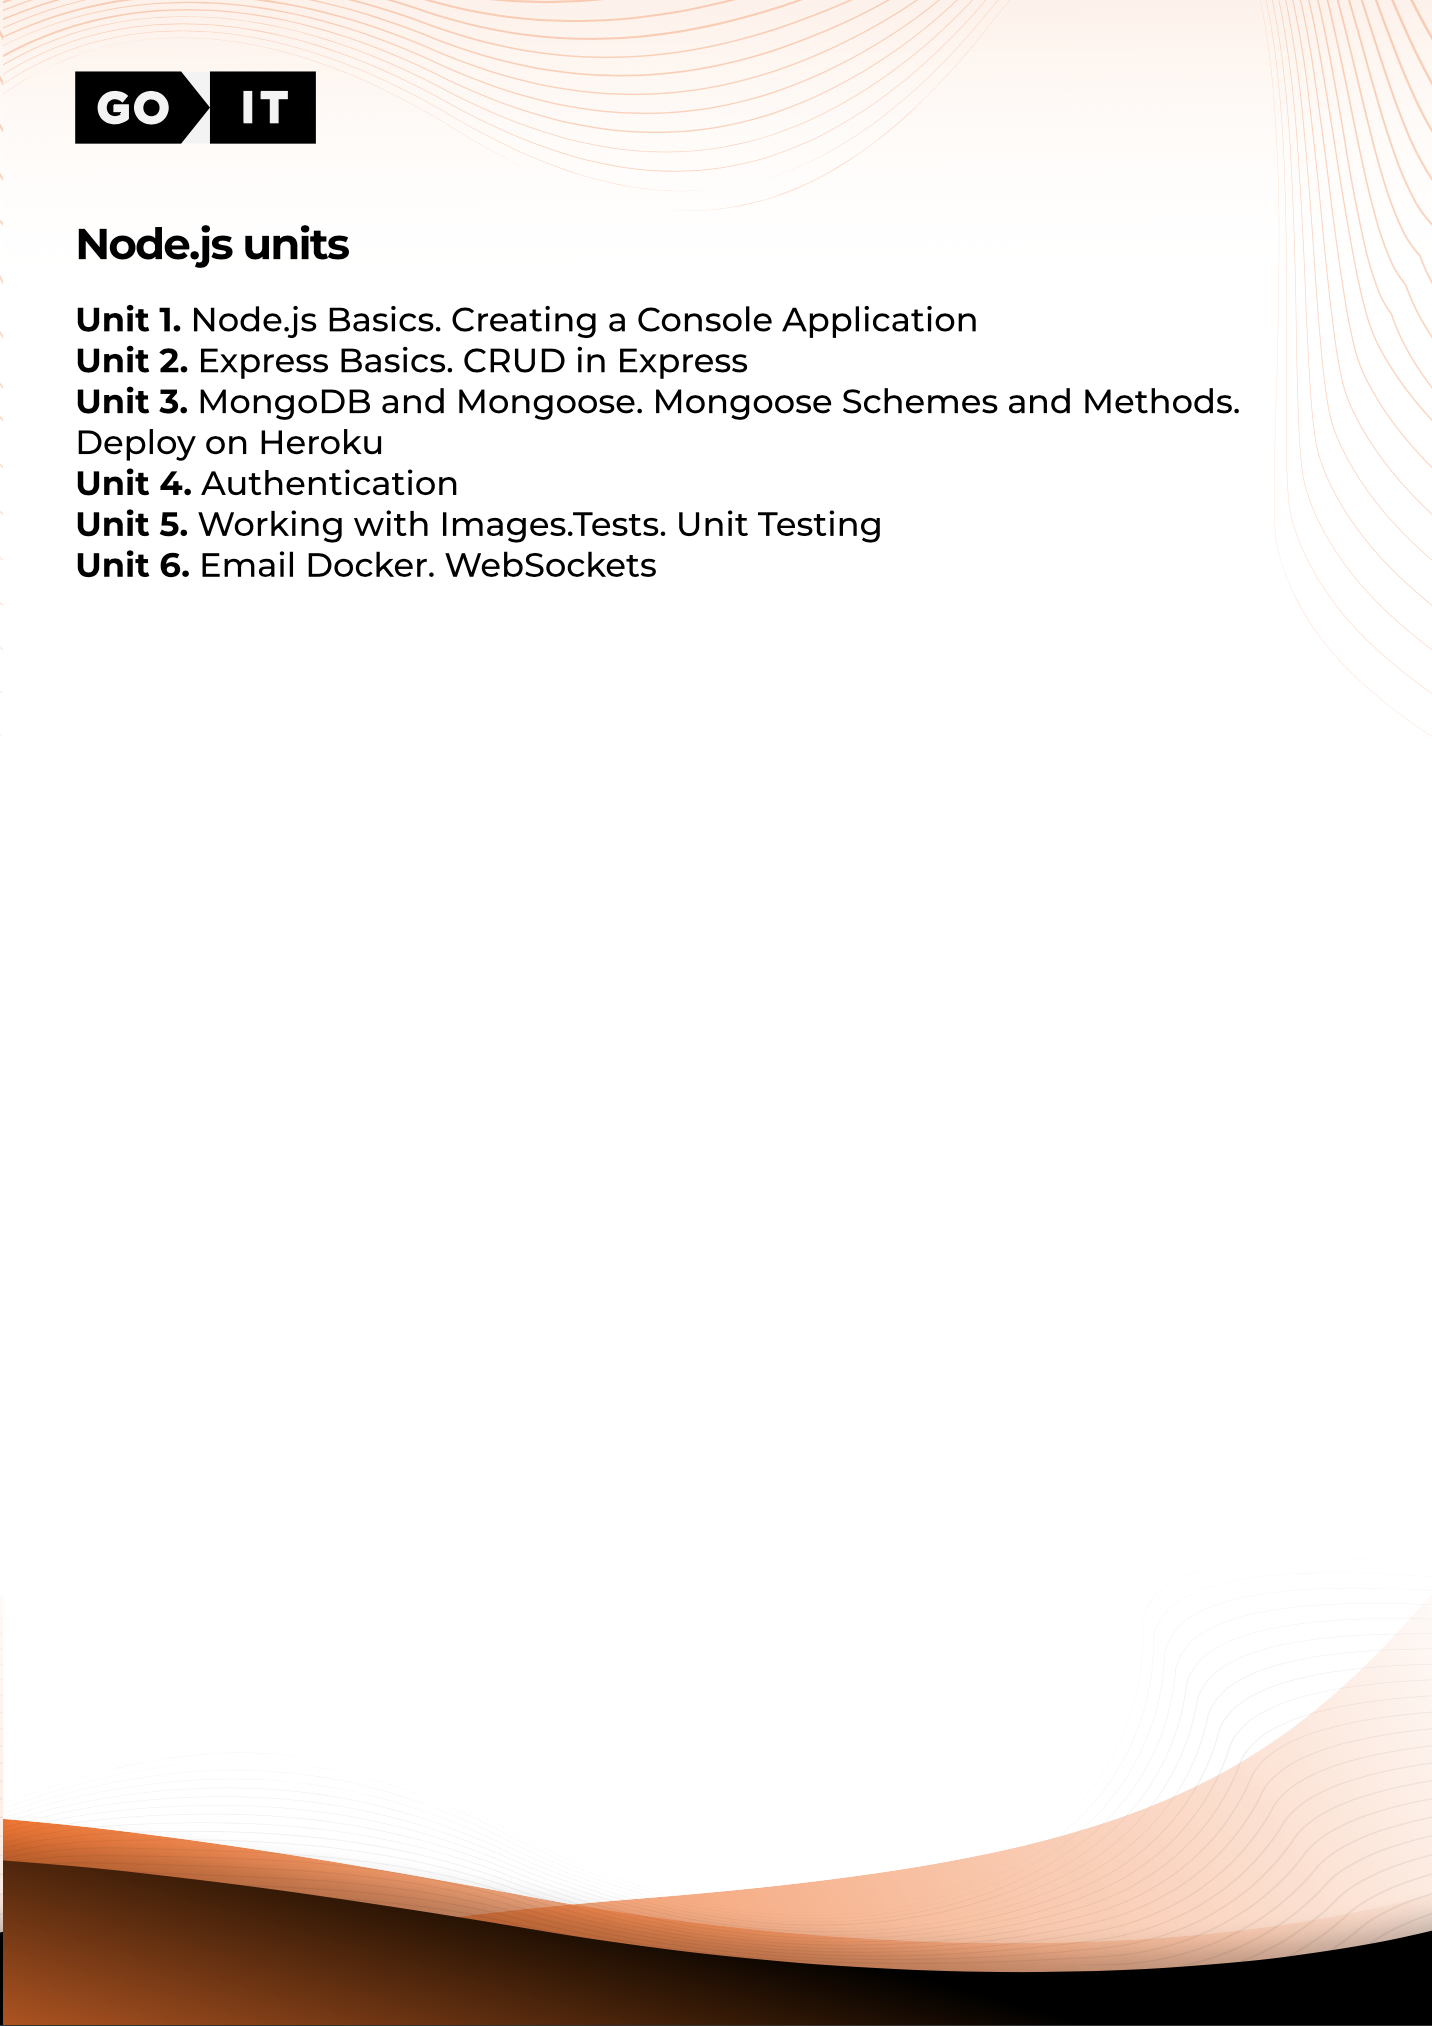 GO IT
Node.js units
Unit 1. Node.js Basics. Creating a Console Application
Unit 2. Express Basics. CRUD in Express
Unit 3. MongoDB and Mongoose. Mongoose Schemes and Methods.
Deploy on Heroku
Unit 4. Authentication
Unit 5. Working with Images.Tests. Unit Testing
Unit 6. Email Docker. WebSockets